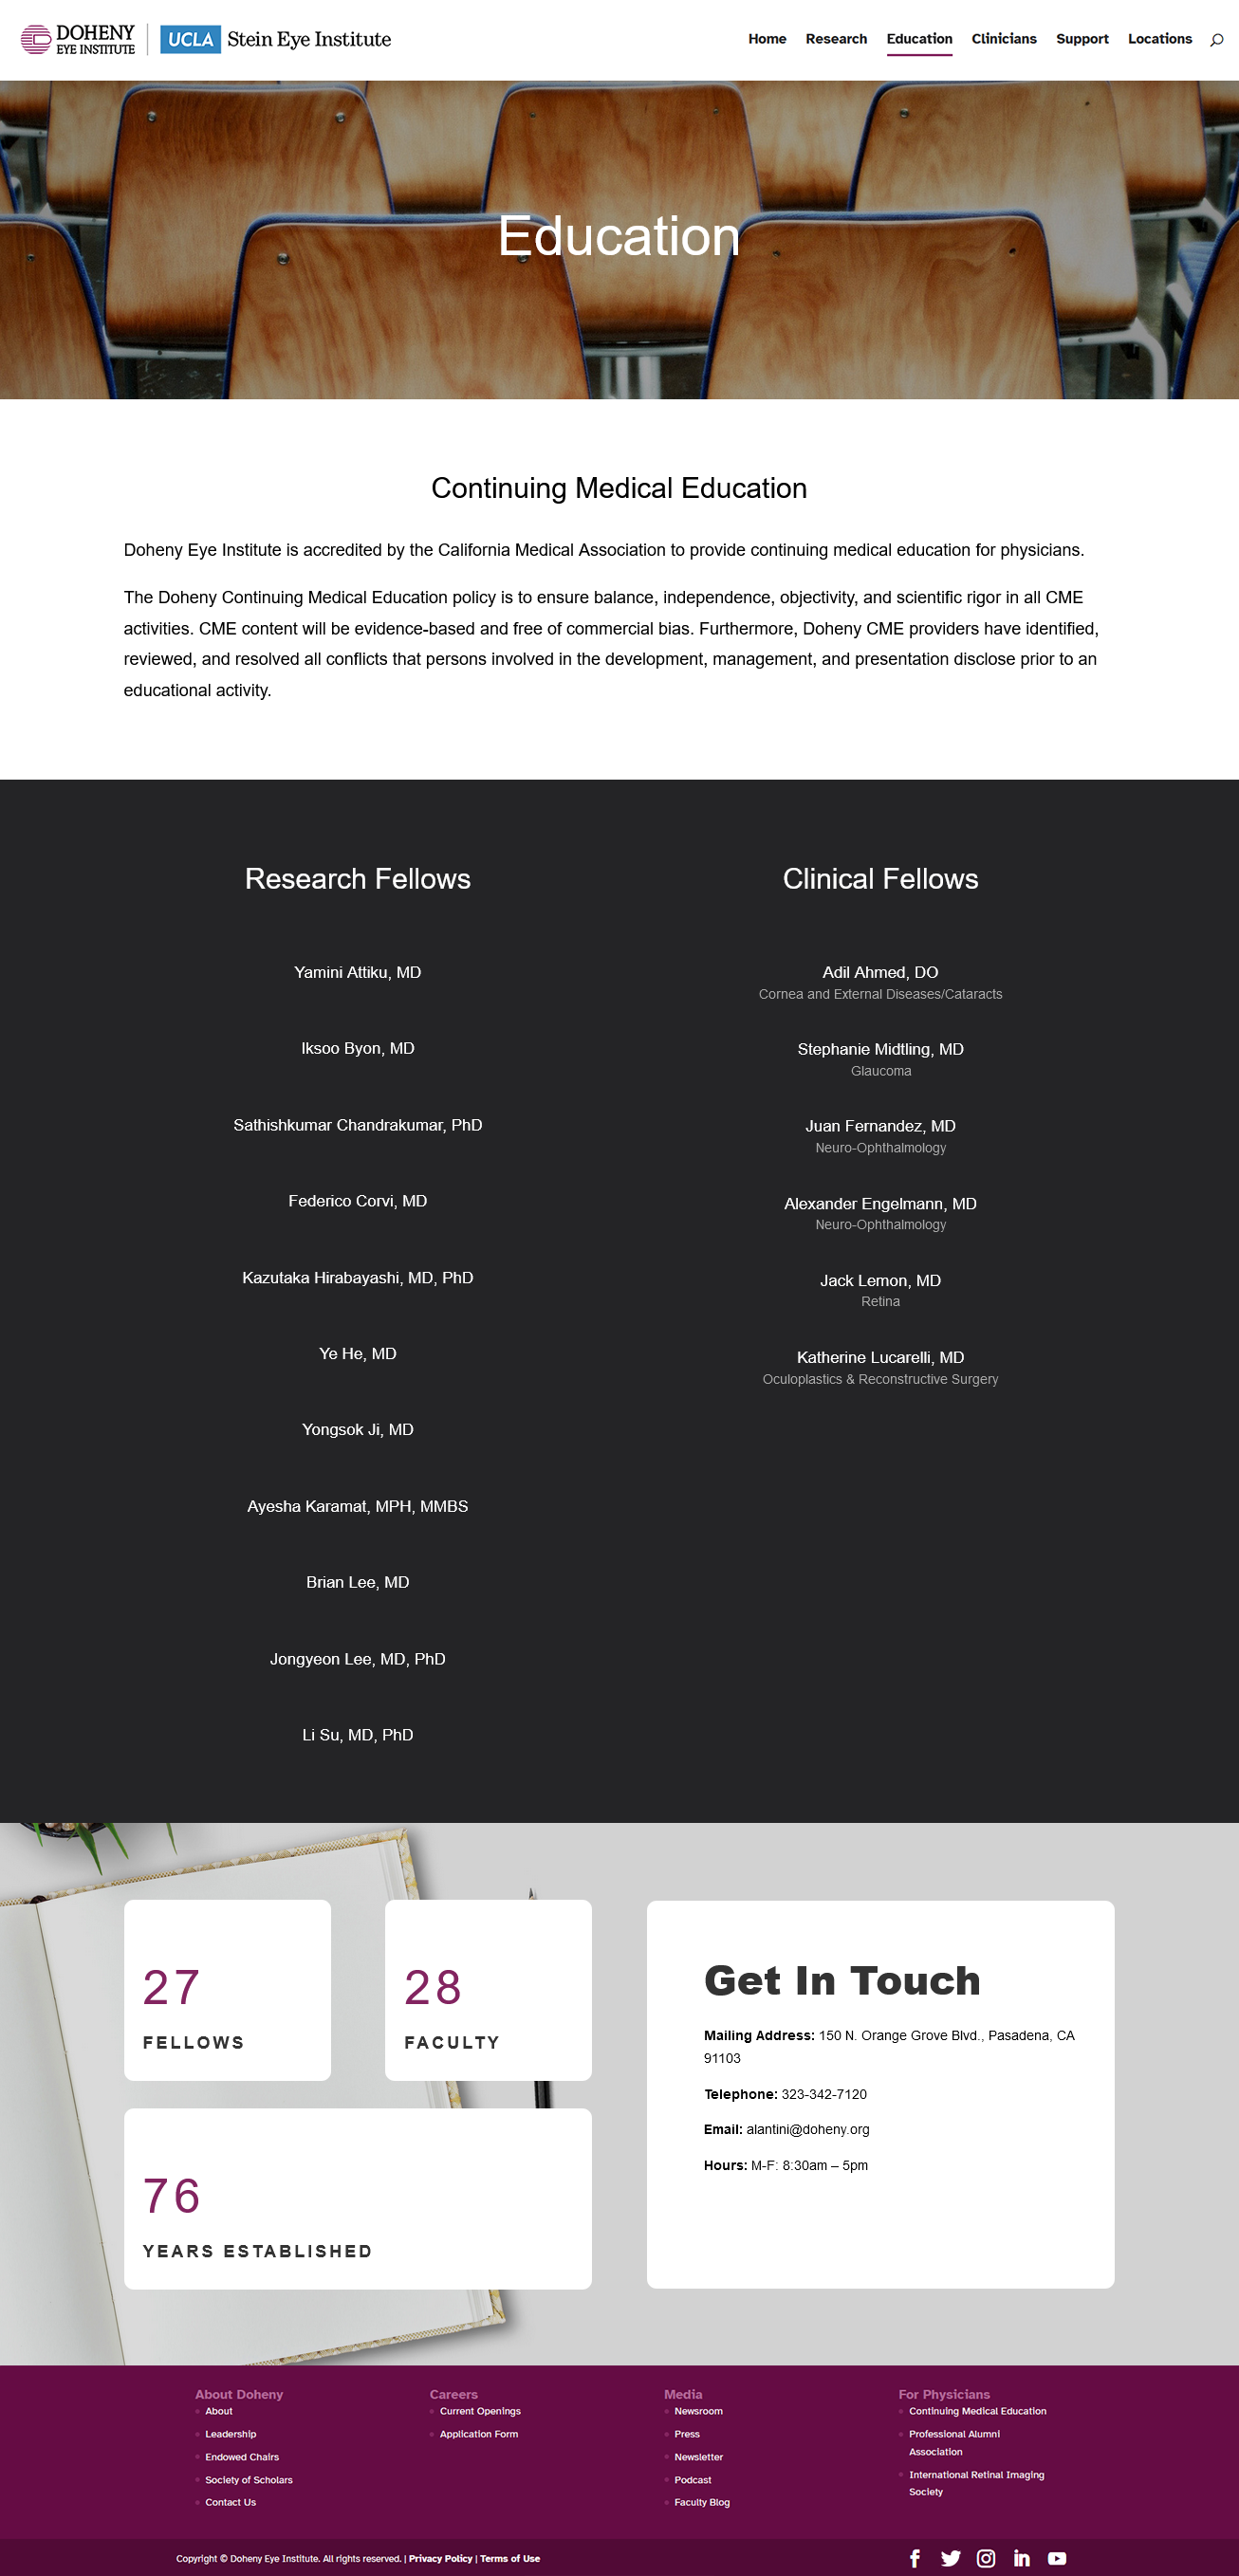 DOHENY
EYE INSTITUTE
UCLA Stein Eye Institute
Home Research Education Clinicians Support Locations
Education
Continuing Medical Education
Doheny Eye Institute is accredited by the California Medical Association to provide continuing medical education for physicians.
The Doheny Continuing Medical Education policy is to ensure balance, independence, objectivity, and scientific rigor in all CME
activities. CME content will be evidence-based and free of commercial bias. Furthermore, Doheny CME providers have identified,
reviewed, and resolved all conflicts that persons involved in the development, management, and presentation disclose prior to an
educational activity.
Research Fellows
Yamini Attiku, MD
Iksoo Byon, MD
Sathishkumar Chandrakumar, PhD
Federico Corvi, MD
Kazutaka Hirabayashi, MD, PhD
Ye He, MD
Yongsok Ji, MD
Ayesha Karamat, MPH, MMBS
Brian Lee, MD
Jongyeon Lee, MD, PhD
Li Su, MD, PhD
Clinical Fellows
Adil Ahmed, DO
Cornea and External Diseases/Cataracts
Stephanie Midtling, MD
Glaucoma
Juan Fernandez, MD
Neuro-Ophthalmology
Alexander Engelmann, MD
Neuro-Ophthalmology
Jack Lemon, MD
Retina
Katherine Lucarelli, MD
Oculoplastics & Reconstructive Surgery
27
FELLOWS
28
FACULTY
76
YEARS ESTABLISHED
Get In Touch
Mailing Address: 150 N. Orange Grove Blvd., Pasadena, CA
91103
Telephone: 323-342-7120
Email: alantini@doheny.org
Hours: M-F: 8:30am – 5pm
About Doheny
About
Leadership
Endowed Chairs
Society of Scholars
Contact Us
Careers
Current Openings
Application Form
Media
Newsroom
Press
Newsletter
Podcast
Faculty Blog
For Physicians
Continuing Medical Education
Professional Alumni
Association
International Retinal Imaging
Society
Copyright © Doheny Eye Institute. All rights reserved. | Privacy Policy | Terms of Use